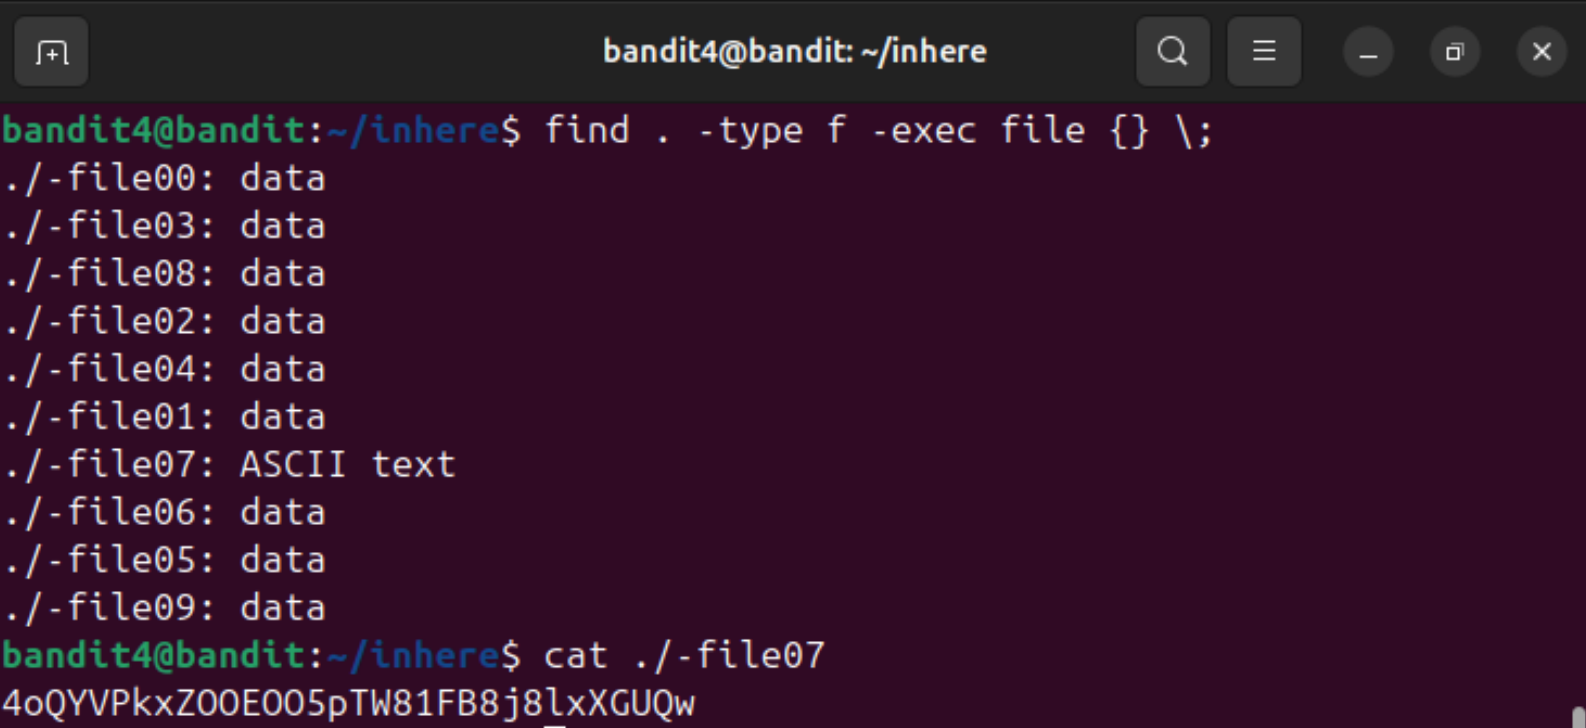 bandit4@bandit: ~/inhere
bandit4@bandit:~/inhere$ find . -type f -exec file {} \;
./-file00: data
./-file03: data
./-file08: data
./-file02: data
./-file04: data
./-file01: data
./-file07: ASCII text
./-file06: data
./-file05: data
./-file09: data
bandit4@bandit:~/inhere$ cat ./-file07
4oQYVPkxZOOEOO5pTW81FB8j8lxXGUQw